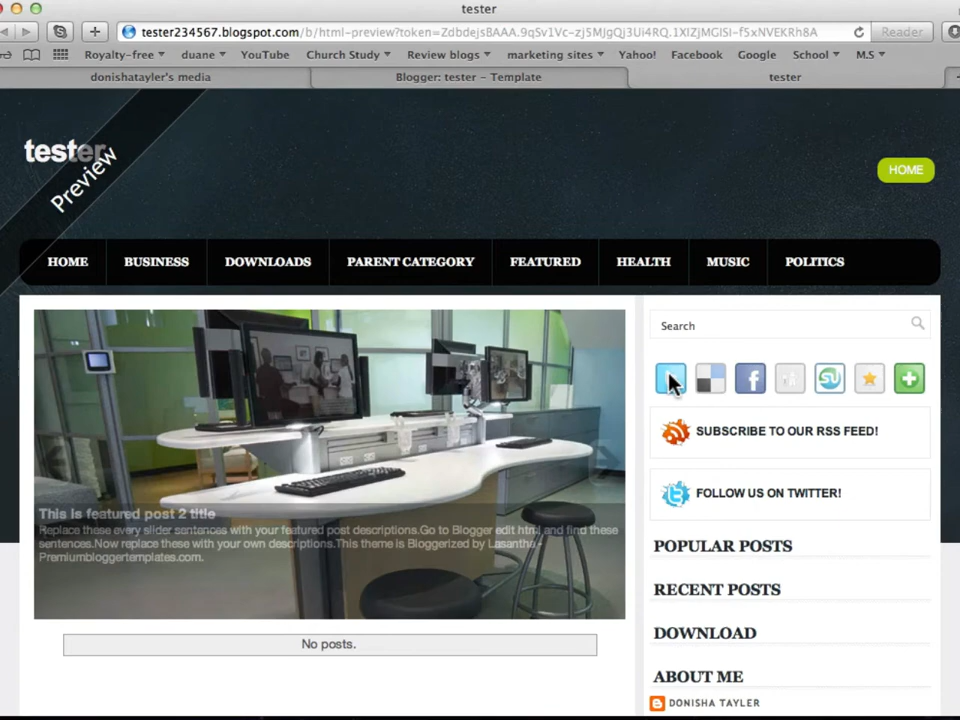 tester
tester234567.blogspot.com/b/html-preview?token=ZdbdejsBAAA.9qSv1Vc-zj5MJgQj3Ui4RQ.1XIZjMGISI-f5xNVEKRh8A
Reader
Royalty-free duane YouTube Church Study Review blogs marketing sites Yahoo! Facebook Google School M.S
donishatayler's media
Blogger: tester - Template
tester
tester
Preview
HOME
HOME BUSINESS DOWNLOADS PARENT CATEGORY FEATURED HEALTH MUSIC POLITICS
Search
SUBSCRIBE TO OUR RSS FEED!
FOLLOW US ON TWITTER!
This is featured post 2 title
Replace these every slider sentences with your featured post descriptions.Go to Blogger edit html and find these
sentences.Now replace these with your own descriptions.This theme is Bloggerized by Lasantha -
Premiumbloggertemplates.com.
No posts.
POPULAR POSTS
RECENT POSTS
DOWNLOAD
ABOUT ME
DONISHA TAYLER